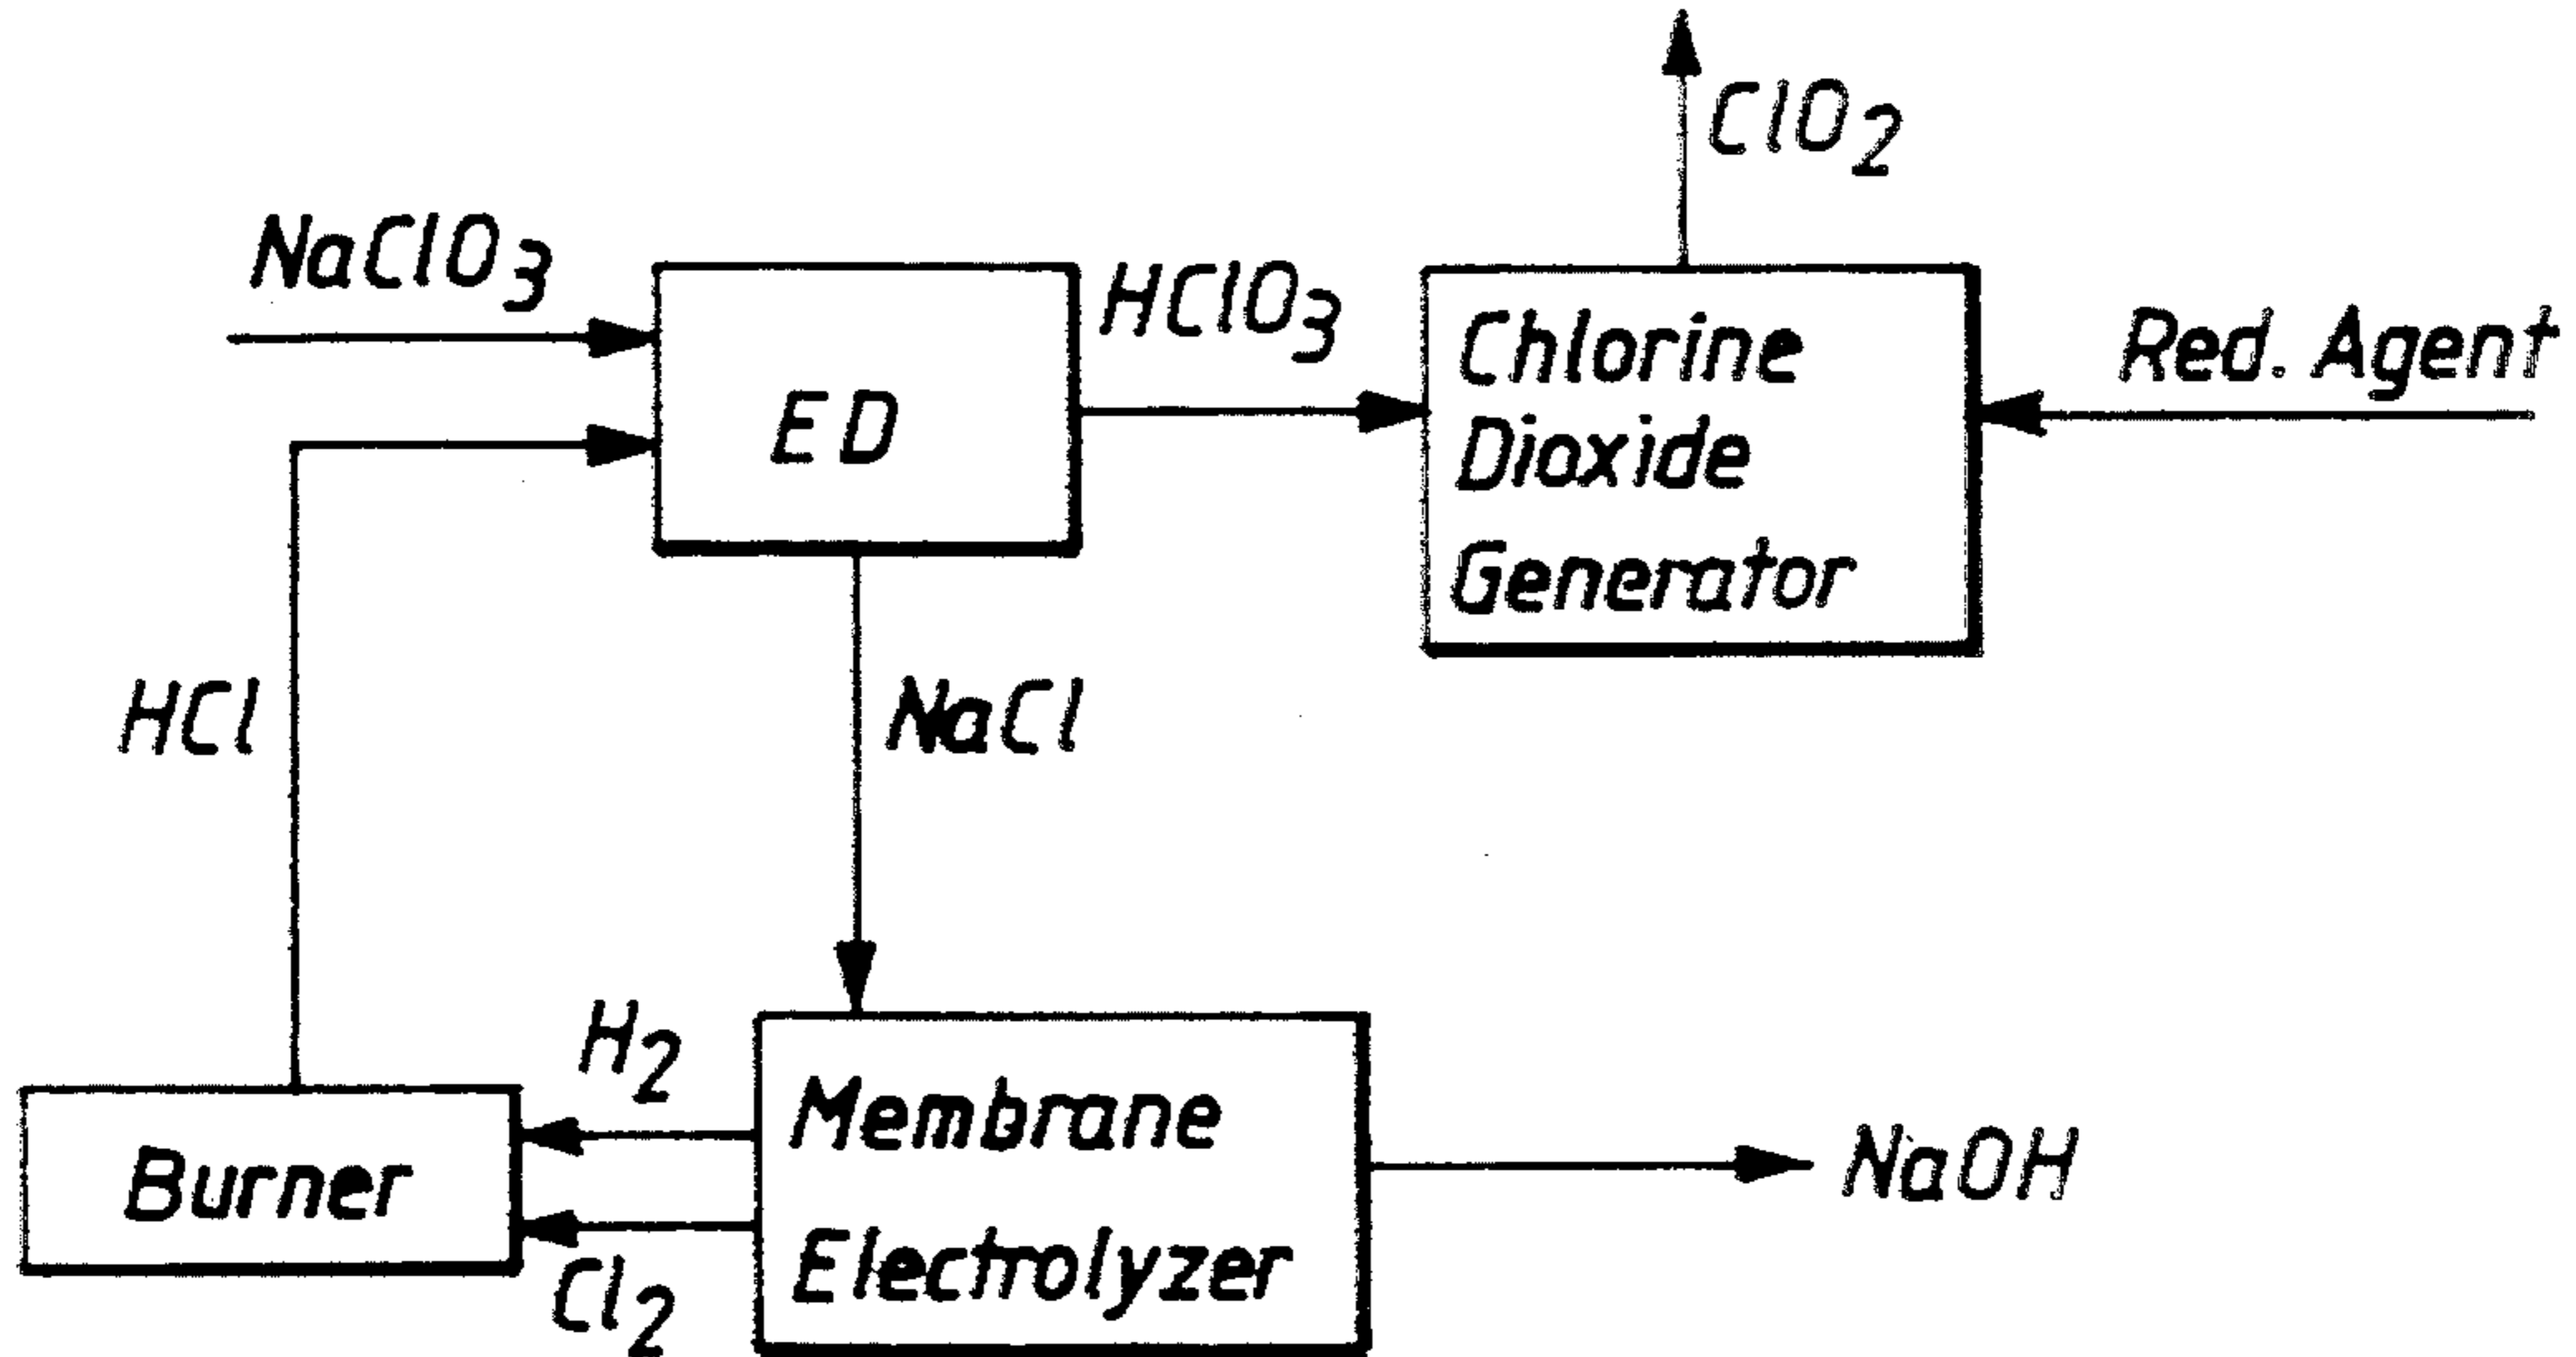 ClO2
NaClO3
HClO3
ED
Chlorine
Dioxide
Generator
Red. Agent
HCl
NaCl
H2
Cl2
Burner
Membrane
Electrolyzer
NaOH